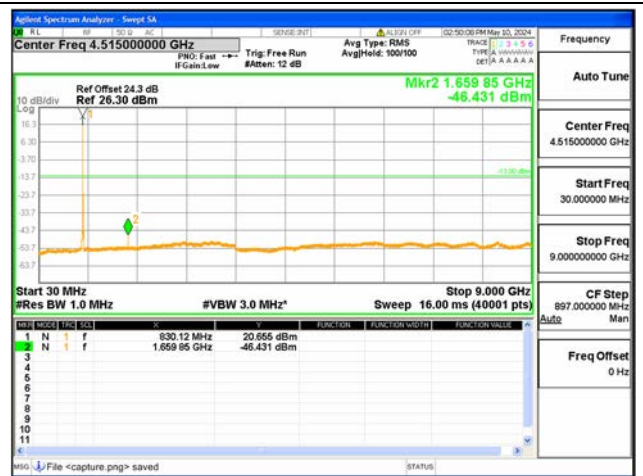 Agilent Spectrum Analyzer - Swept SA
RL RF 50 Ω AC SENSE:INT ALIGN OFF 02:50:08 PM May 10, 2024
Center Freq 4.515000000 GHz
PNO: Fast
IFGain:Low
Trig: Free Run
#Atten: 12 dB
Avg Type: RMS
Avg|Hold: 100/100
TRACE 1 2 3 4 5 6
TYPE
DET A A A A A A
Ref Offset 24.3 dB
Ref 26.30 dBm
Mkr2 1.659 85 GHz
-46.431 dBm
10 dB/div
Log
16.3
6.30
-3.70
-13.7
-23.7
-33.7
-43.7
-53.7
-63.7
1
2
-13.00 dBm
Start 30 MHz
Stop 9.000 GHz
#Res BW 1.0 MHz
#VBW 3.0 MHz*
Sweep 16.00 ms (40001 pts)
MKR MODE TRC SCL X Y FUNCTION FUNCTION WIDTH FUNCTION VALUE
1 N 1 f 830.12 MHz 20.655 dBm
2 N 1 f 1.659 85 GHz -46.431 dBm
3
4
5
6
7
8
9
10
11
MSG File <capture.png> saved
STATUS
Frequency
Auto Tune
Center Freq
4.515000000 GHz
Start Freq
30.000000 MHz
Stop Freq
9.000000000 GHz
CF Step
897.000000 MHz
Auto Man
Freq Offset
0 Hz